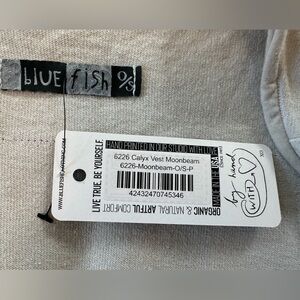 blue fish o/s
HAND PRINTED IN OUR STUDIO WITH LOVE
LIVE TRUE, BE YOURSELF.
6226 Calyx Vest Moonbeam
6226-Moonbeam-O/S-P
42432470745346
MADE IN THE USA
ORGANIC & NATURAL ARTFUL COMFORT
by hand
WITH